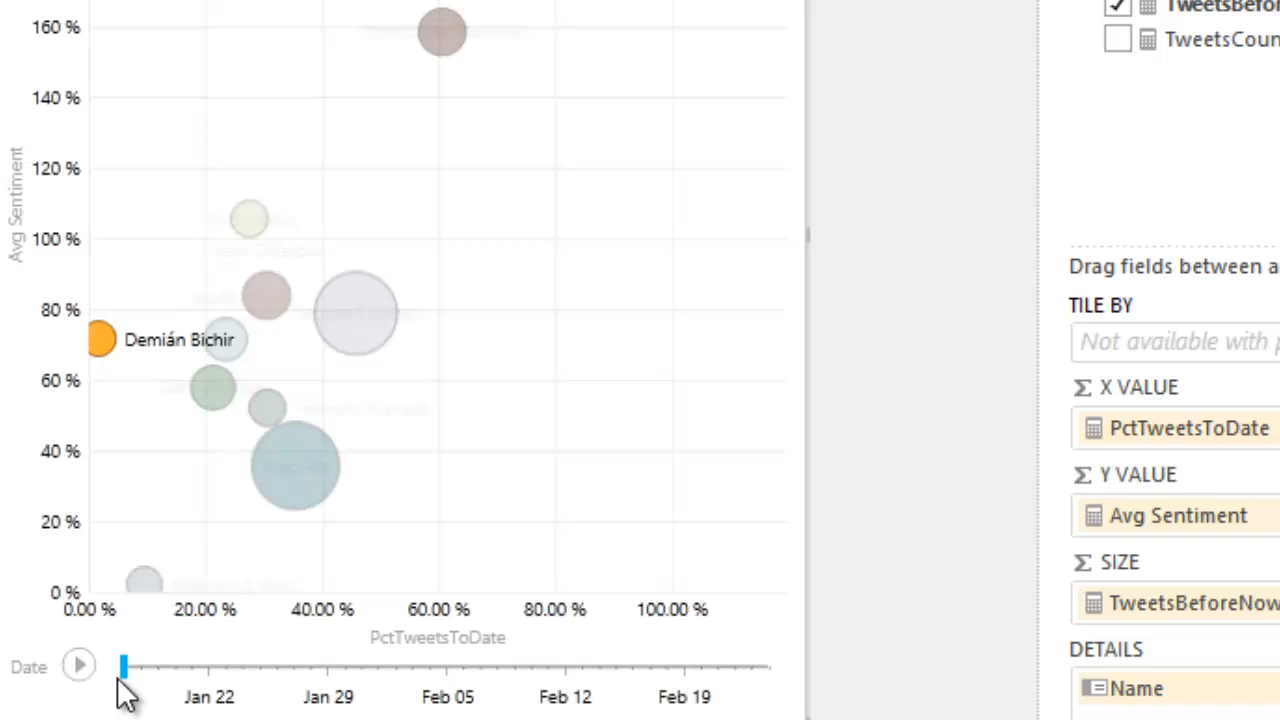 160 %
140 %
120 %
100 %
80 %
60 %
40 %
20 %
0 %
Avg Sentiment
Demián Bichir
0.00 %
20.00 %
40.00 %
60.00 %
80.00 %
100.00 %
PctTweetsToDate
Date
Jan 22
Jan 29
Feb 05
Feb 12
Feb 19
TweetsBefor
TweetsCoun
Drag fields between a
TILE BY
Not available with p
Σ X VALUE
PctTweetsToDate
Σ Y VALUE
Avg Sentiment
Σ SIZE
TweetsBeforeNow
DETAILS
Name